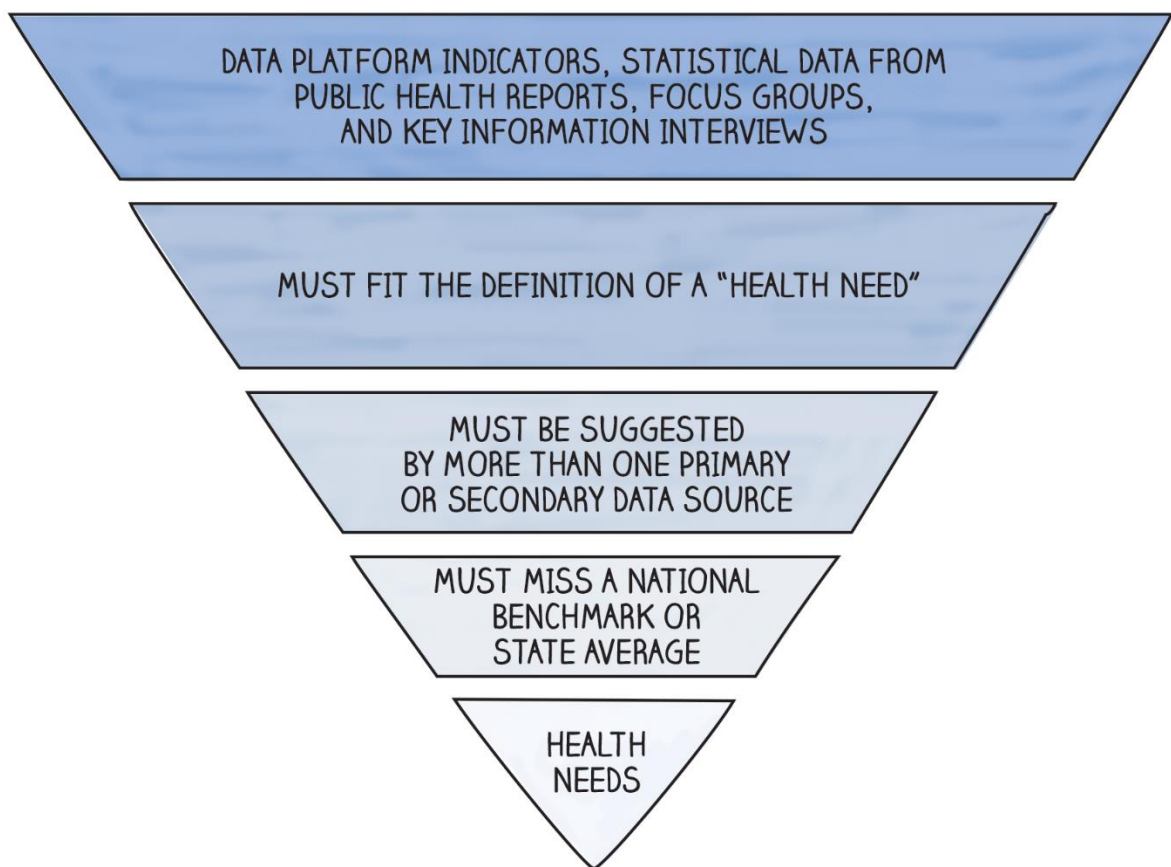 DATA PLATFORM INDICATORS, STATISTICAL DATA FROM
PUBLIC HEALTH REPORTS, FOCUS GROUPS,
AND KEY INFORMATION INTERVIEWS
MUST FIT THE DEFINITION OF A "HEALTH NEED"
MUST BE SUGGESTED
BY MORE THAN ONE PRIMARY
OR SECONDARY DATA SOURCE
MUST MISS A NATIONAL
BENCHMARK OR
STATE AVERAGE
HEALTH
NEEDS